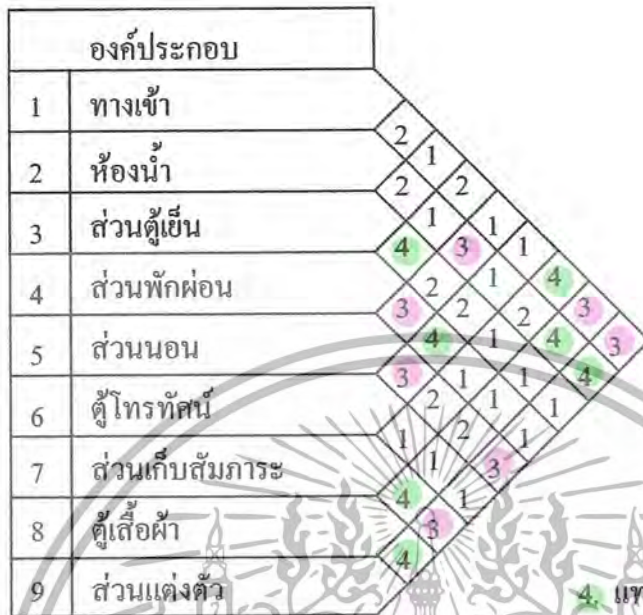 องค์ประกอบ
1 ทางเข้า
2 ห้องน้ำ
3 ส่วนตู้เย็น
4 ส่วนพักผ่อน
5 ส่วนนอน
6 ตู้โทรทัศน์
7 ส่วนเก็บสัมภาระ
8 ตู้เสื้อผ้า
9 ส่วนแต่งตัว
2 1 2 1 1 4 3 3
2 1 3 1 2 4 4
4 2 2 1 1 1
3 4 1 1 1
3 2 2 3
1 1 1
4 3
4
4. แท